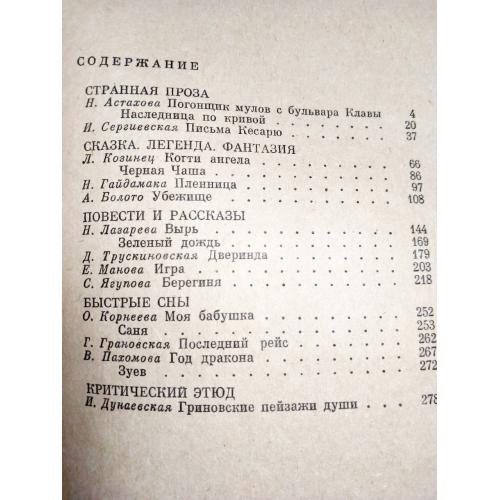 СОДЕРЖАНИЕ
СТРАННАЯ ПРОЗА
Н. Астахова Погонщик мулов с бульвара Клавы 4
Наследница по кривой . . . . . . . 20
И. Сергиевская Письма Кесарю . . . . . . . 37
СКАЗКА. ЛЕГЕНДА. ФАНТАЗИЯ
Л. Козинец Когти ангела . . . . . . . . 66
Черная Чаша . . . . . . . . 86
Н. Гайдамака Пленница . . . . . . . . 97
А. Болото Убежище . . . . . . . . 108
ПОВЕСТИ И РАССКАЗЫ
Н. Лазарева Вырь . . . . . . . . 144
Зеленый дождь . . . . . . . . 169
Д. Трускиновская Дверинда . . . . . . . 179
Е. Манова Игра . . . . . . . . 203
С. Ягупова Берегиня . . . . . . . . 218
БЫСТРЫЕ СНЫ
О. Корнеева Моя бабушка . . . . . . . 252
Саня . . . . . . . . 253
Г. Грановская Последний рейс . . . . . . 262
В. Пахомова Год дракона . . . . . . . 267
Зуев . . . . . . . . 272
КРИТИЧЕСКИЙ ЭТЮД
И. Дунаевская Гриновские пейзажи души . . . 278